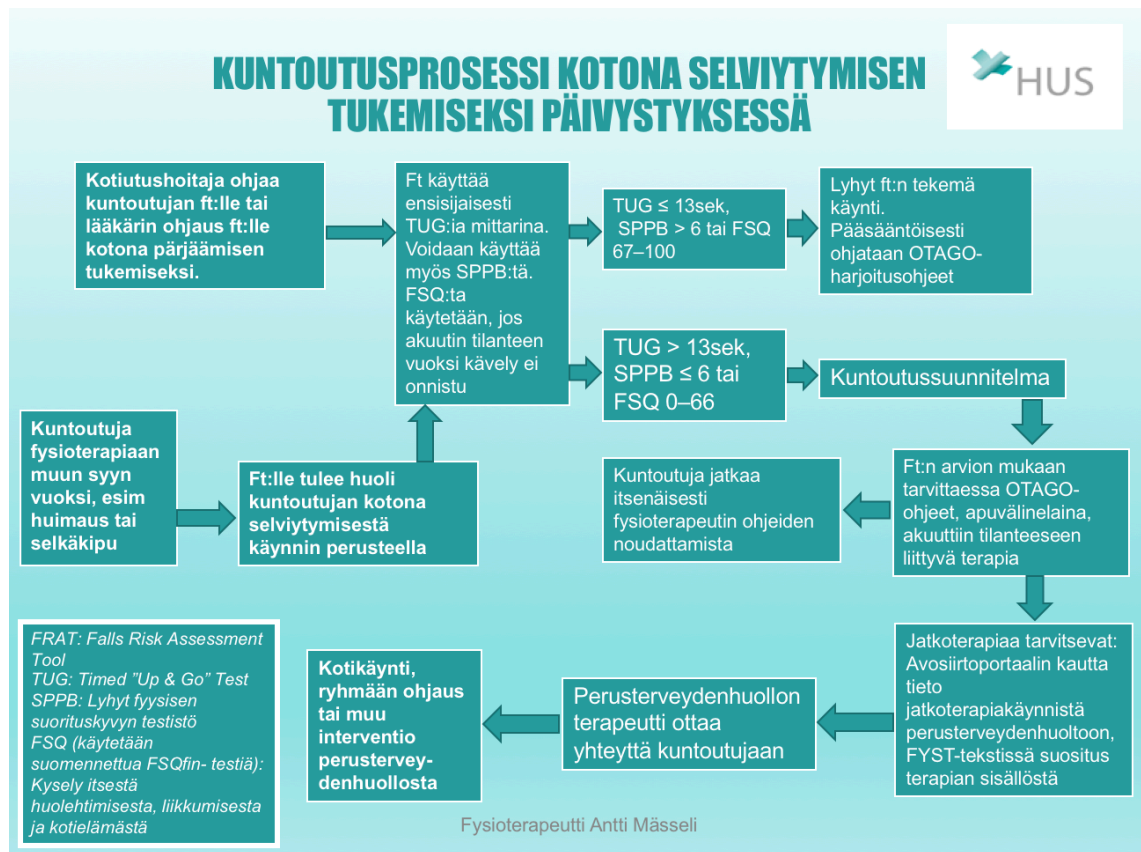 KUNTOUTUSPROSESSI KOTONA SELVIYTYMISEN
TUKEMISEKSI PÄIVYSTYKSESSÄ
HUS
Kotiutushoitaja ohjaa
kuntoutujan ft:lle tai
lääkärin ohjaus ft:lle
kotona pärjäämisen
tukemiseksi.
Ft käyttää
ensisijaisesti
TUG:ia mittarina.
Voidaan käyttää
myös SPPB:tä.
FSQ:ta
käytetään, jos
akuutin tilanteen
vuoksi kävely ei
onnistu
TUG ≤ 13sek,
SPPB > 6 tai FSQ
67–100
Lyhyt ft:n tekemä
käynti.
Pääsääntöisesti
ohjataan OTAGO-
harjoitusohjeet
TUG > 13sek,
SPPB ≤ 6 tai
FSQ 0–66
Kuntoutussuunnitelma
Kuntoutuja
fysioterapiaan
muun syyn
vuoksi, esim
huimaus tai
selkäkipu
Ft:lle tulee huoli
kuntoutujan kotona
selviytymisestä
käynnin perusteella
Kuntoutuja jatkaa
itsenäisesti
fysioterapeutin ohjeiden
noudattamista
Ft:n arvion mukaan
tarvittaessa OTAGO-
ohjeet, apuvälinelaina,
akuuttiin tilanteeseen
liittyvä terapia
FRAT: Falls Risk Assessment
Tool
TUG: Timed ”Up & Go” Test
SPPB: Lyhyt fyysisen
suorituskyvyn testistö
FSQ (käytetään
suomennettua FSQfin- testiä):
Kysely itsestä
huolehtimisesta, liikkumisesta
ja kotielämästä
Kotikäynti,
ryhmään ohjaus
tai muu
interventio
perustervey-
denhuollosta
Perusterveydenhuollon
terapeutti ottaa
yhteyttä kuntoutujaan
Jatkoterapiaa tarvitsevat:
Avosiirtoportaalin kautta
tieto
jatkoterapiakäynnistä
perusterveydenhuoltoon,
FYST-tekstissä suositus
terapian sisällöstä
Fysioterapeutti Antti Mässeli